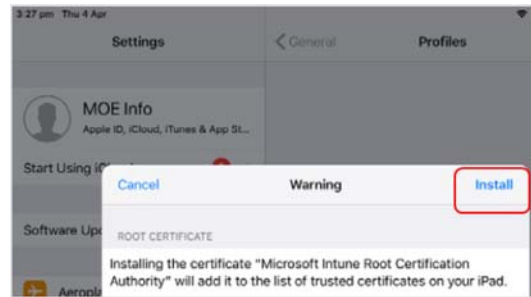 3:27 pm Thu 4 Apr
Settings
General
Profiles
MOE Info
Apple ID, iCloud, iTunes & App St...
Start Using
Cancel
Warning
Install
Software
ROOT CERTIFICATE
Installing the certificate "Microsoft Intune Root Certification
Authority" will add it to the list of trusted certificates on your iPad.